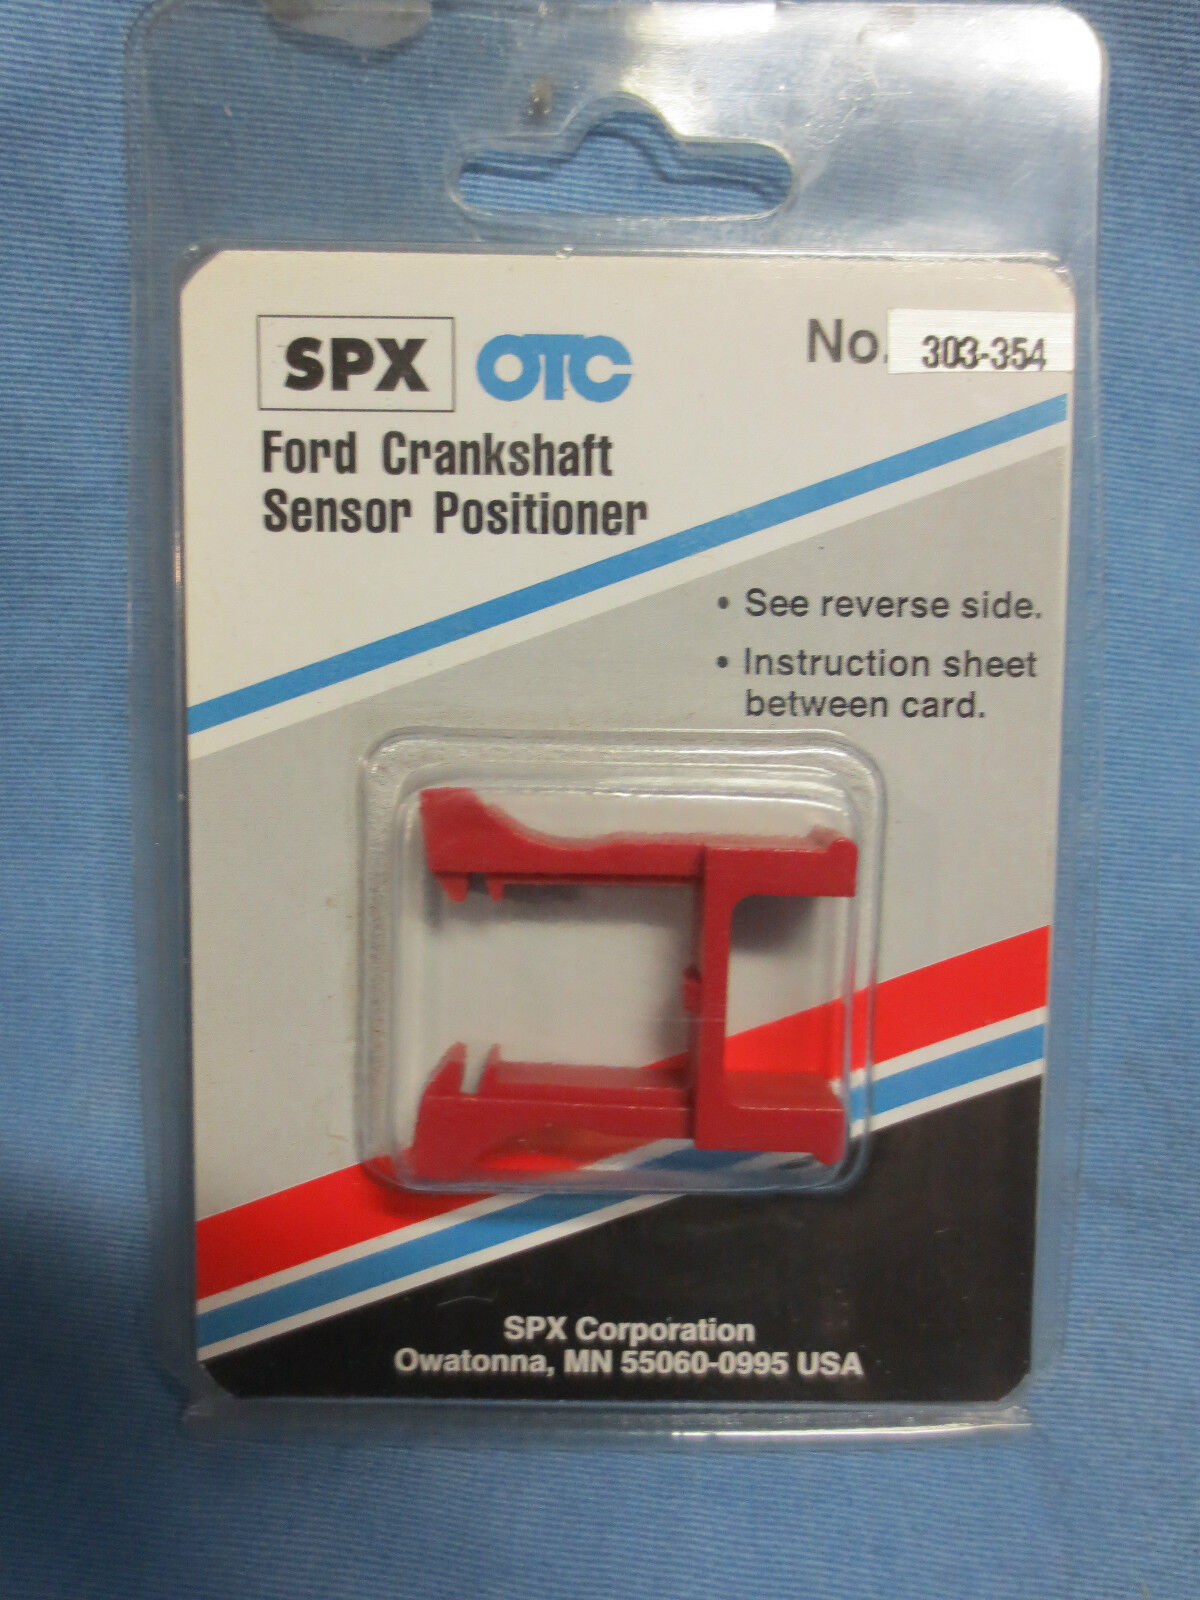 SPX OTC No. 303-354
Ford Crankshaft
Sensor Positioner
• See reverse side.
• Instruction sheet
between card.
SPX Corporation
Owatonna, MN 55060-0995 USA